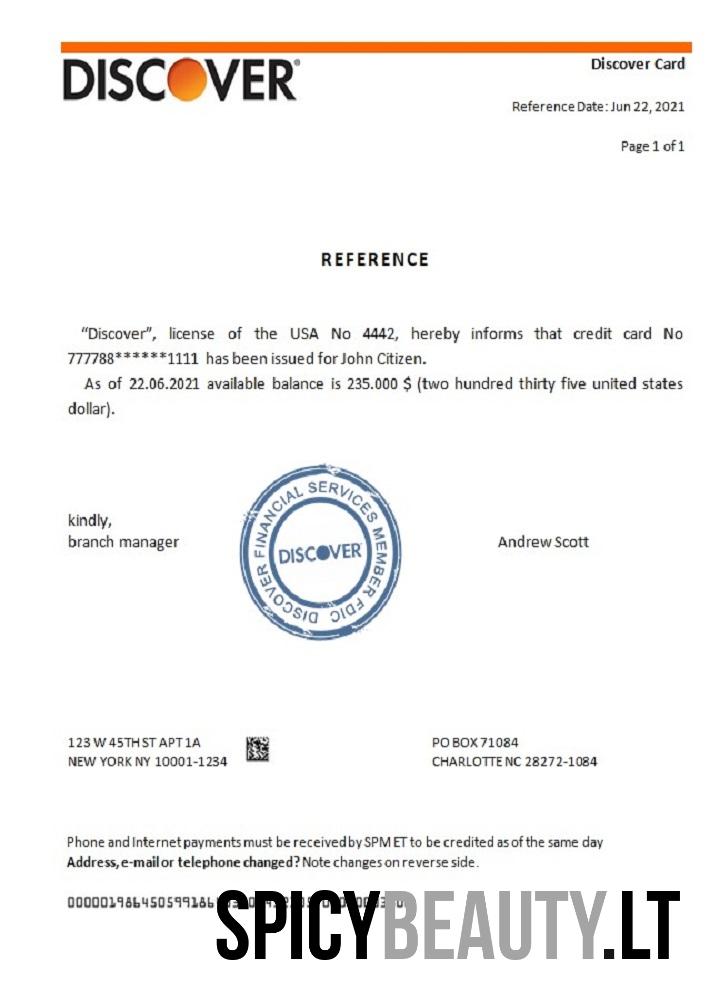 DISCOVER®
Discover Card
Reference Date: Jun 22, 2021
Page 1 of 1
REFERENCE
“Discover”, license of the USA No 4442, hereby informs that credit card No
777788******1111 has been issued for John Citizen.
As of 22.06.2021 available balance is 235.000 $ (two hundred thirty five united states
dollar).
kindly,
branch manager
DISCOVER FINANCIAL SERVICES MEMBER FDIC
DISCOVER
Andrew Scott
123 W 45TH ST APT 1A
NEW YORK NY 10001-1234
PO BOX 71084
CHARLOTTE NC 28272-1084
Phone and Internet payments must be received by 5PM ET to be credited as of the same day
Address, e-mail or telephone changed? Note changes on reverse side.
SPICYBEAUTY.LT